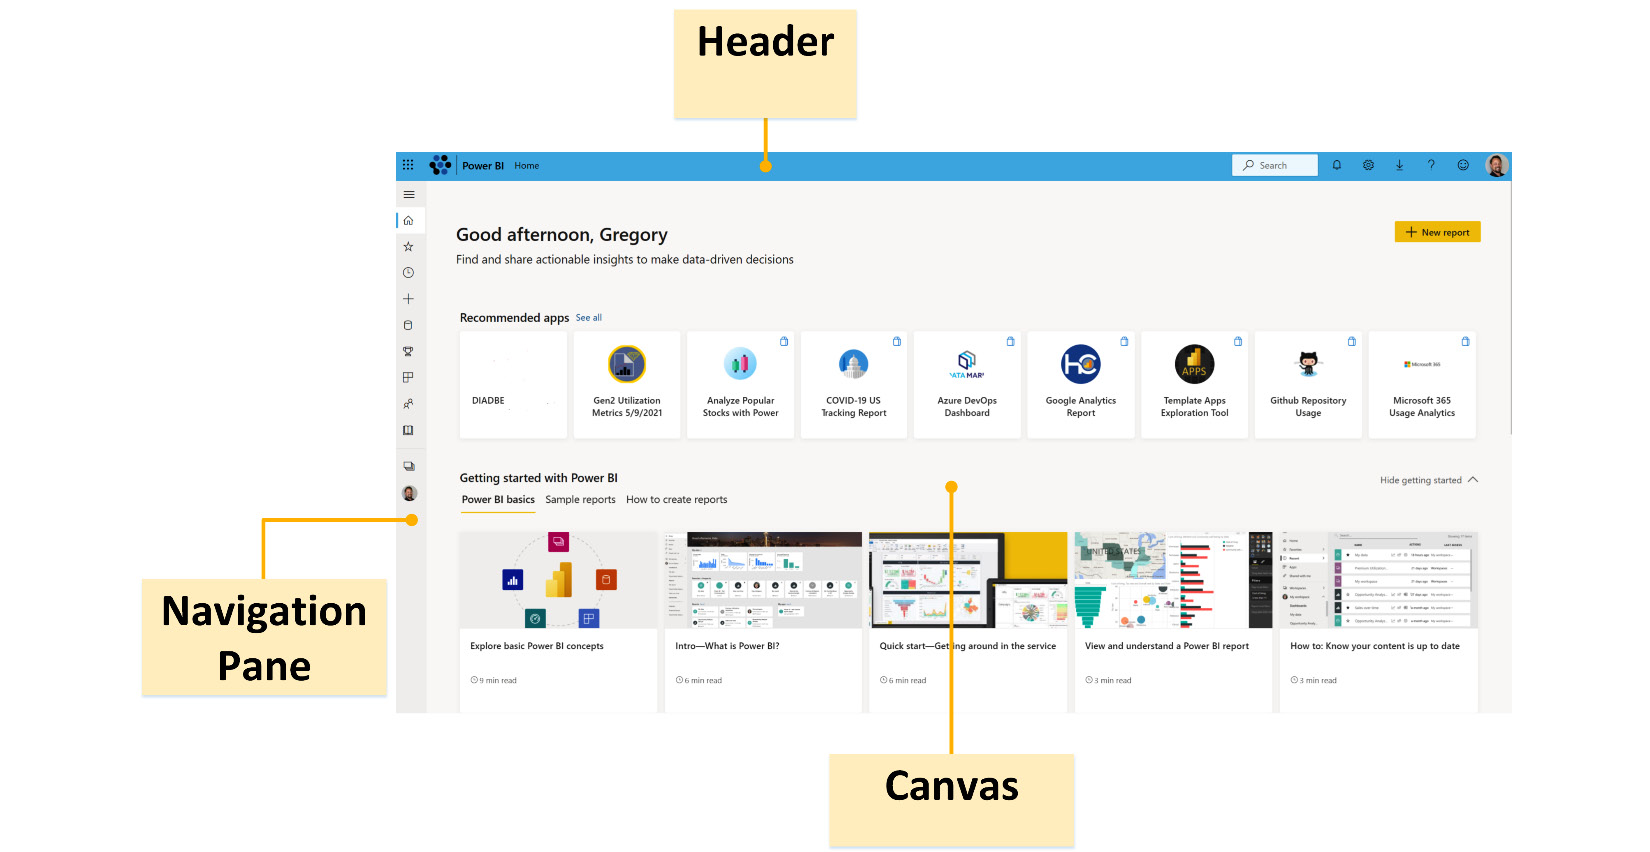 Header
Power BI Home
Search
Good afternoon, Gregory
New report
Find and share actionable insights to make data-driven decisions
Recommended apps See all
DIADBE
Gen2 Utilization
Metrics 5/9/2021
Analyze Popular
Stocks with Power
COVID-19 US
Tracking Report
ATA MAR
Azure DevOps
Dashboard
HC
Google Analytics
Report
APPS
Template Apps
Exploration Tool
Github Repository
Usage
Microsoft 365
Microsoft 365
Usage Analytics
Getting started with Power BI
Hide getting started
Power BI basics Sample reports How to create reports
UNITED STATES
Explore basic Power BI concepts
9 min read
Intro—What is Power BI?
6 min read
Quick start—Getting around in the service
6 min read
View and understand a Power BI report
3 min read
How to: Know your content is up to date
3 min read
Navigation
Pane
Canvas